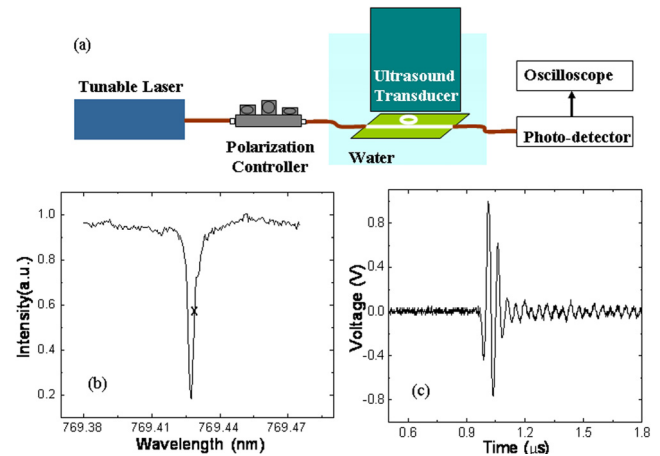 (a)
Tunable Laser
Polarization
Controller
Ultrasound
Transducer
Water
Oscilloscope
Photo-detector
Intensity(a.u.)
1.0
0.8
0.6
0.4
0.2
x
(b)
769.38
769.41
769.44
769.47
Wavelength (nm)
Voltage (V)
0.8
0.4
0.0
-0.4
-0.8
(c)
0.6
0.9
1.2
1.5
1.8
Time (μs)